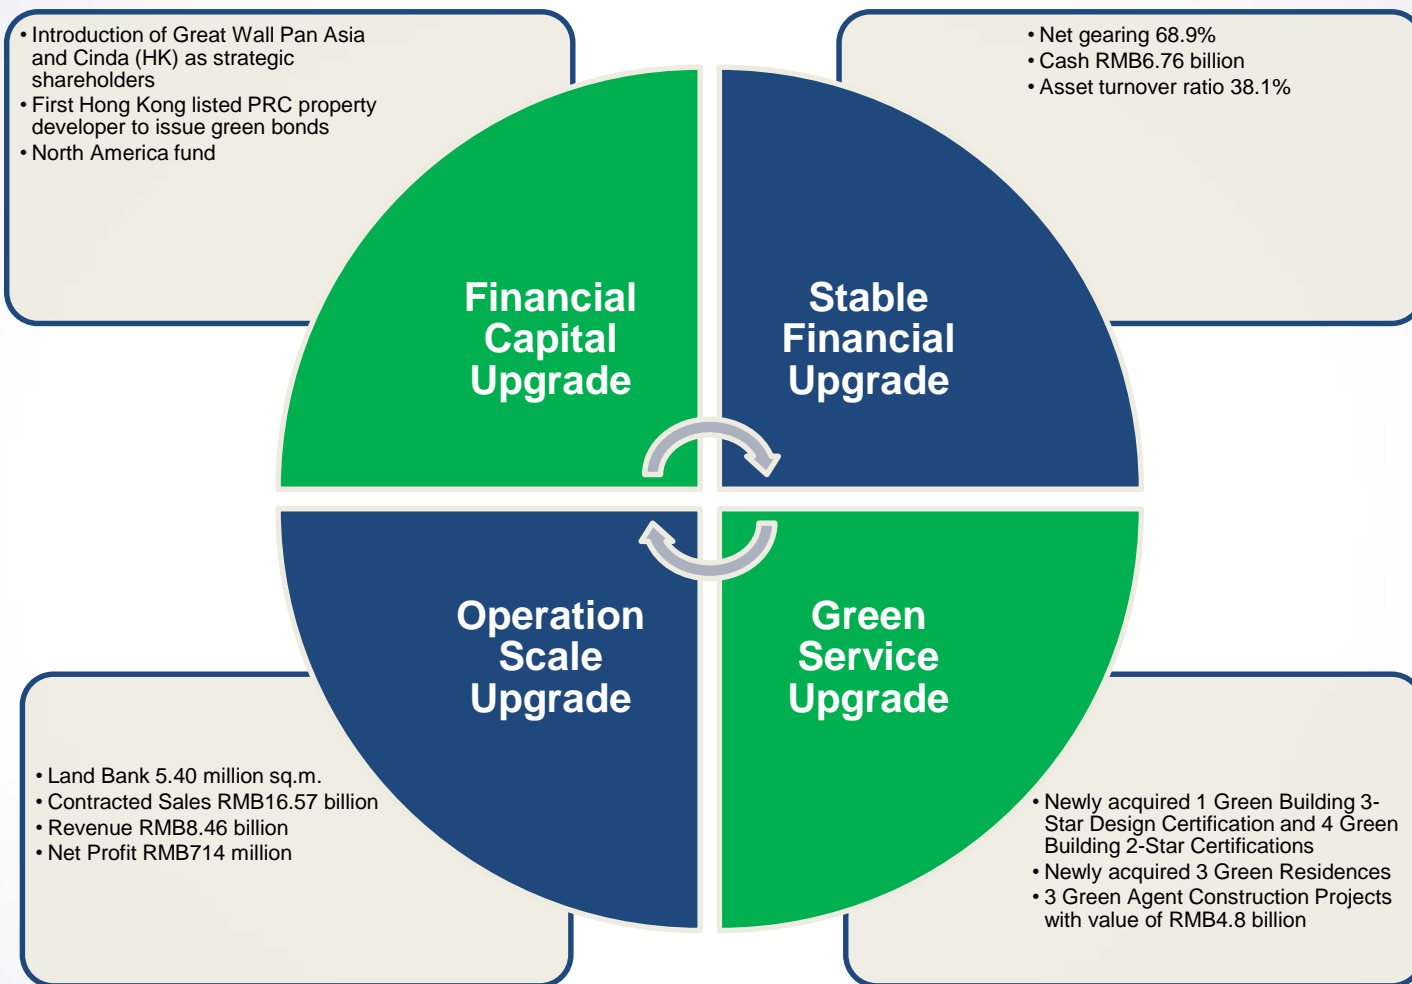 • Introduction of Great Wall Pan Asia
and Cinda (HK) as strategic
shareholders
• First Hong Kong listed PRC property
developer to issue green bonds
• North America fund
• Net gearing 68.9%
• Cash RMB6.76 billion
• Asset turnover ratio 38.1%
Financial
Capital
Upgrade
Stable
Financial
Upgrade
Operation
Scale
Upgrade
Green
Service
Upgrade
• Land Bank 5.40 million sq.m.
• Contracted Sales RMB16.57 billion
• Revenue RMB8.46 billion
• Net Profit RMB714 million
• Newly acquired 1 Green Building 3-
Star Design Certification and 4 Green
Building 2-Star Certifications
• Newly acquired 3 Green Residences
• 3 Green Agent Construction Projects
with value of RMB4.8 billion